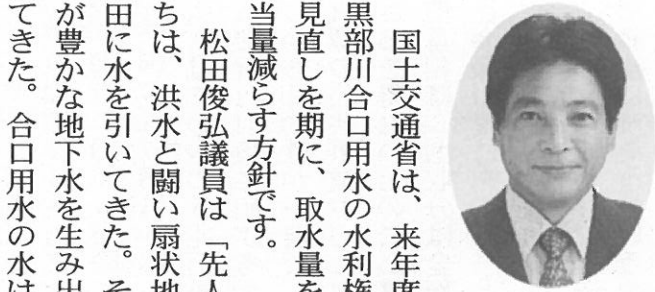 国土交通省は、来年度
黒部川合口用水の水利権
見直しを期に、取水量を
当量減らす方針です。
松田俊弘議員は「先人
ちは、洪水と闘い扇状地
田に水を引いてきた。そ
が豊かな地下水を生み出
てきた。合口用水の水は